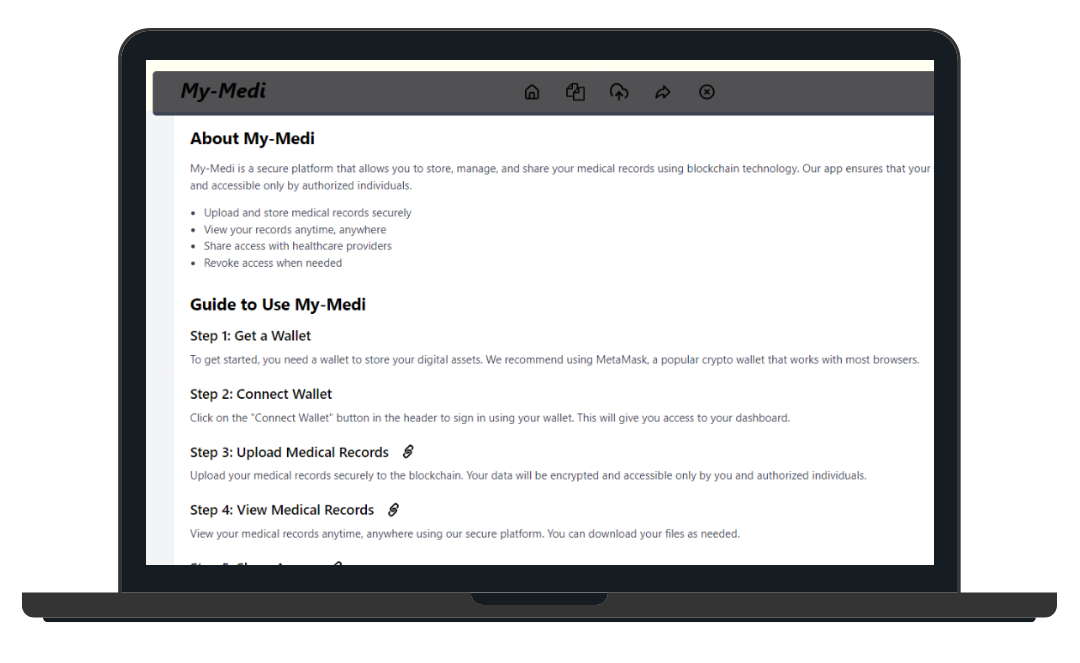 My-Medi
About My-Medi
My-Medi is a secure platform that allows you to store, manage, and share your medical records using blockchain technology. Our app ensures that your
and accessible only by authorized individuals.
• Upload and store medical records securely
• View your records anytime, anywhere
• Share access with healthcare providers
• Revoke access when needed
Guide to Use My-Medi
Step 1: Get a Wallet
To get started, you need a wallet to store your digital assets. We recommend using MetaMask, a popular crypto wallet that works with most browsers.
Step 2: Connect Wallet
Click on the "Connect Wallet" button in the header to sign in using your wallet. This will give you access to your dashboard.
Step 3: Upload Medical Records
Upload your medical records securely to the blockchain. Your data will be encrypted and accessible only by you and authorized individuals.
Step 4: View Medical Records
View your medical records anytime, anywhere using our secure platform. You can download your files as needed.